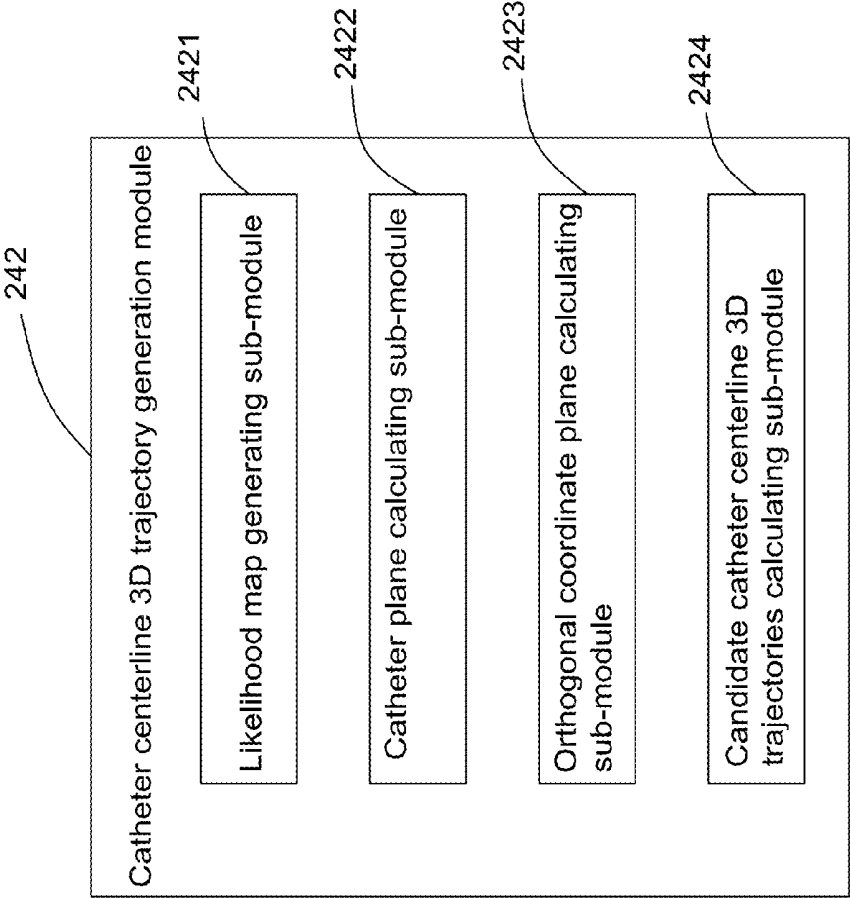 242
Catheter centerline 3D trajectory generation module
2421
Likelihood map generating sub-module
2422
Catheter plane calculating sub-module
2423
Orthogonal coordinate plane calculating
sub-module
2424
Candidate catheter centerline 3D
trajectories calculating sub-module